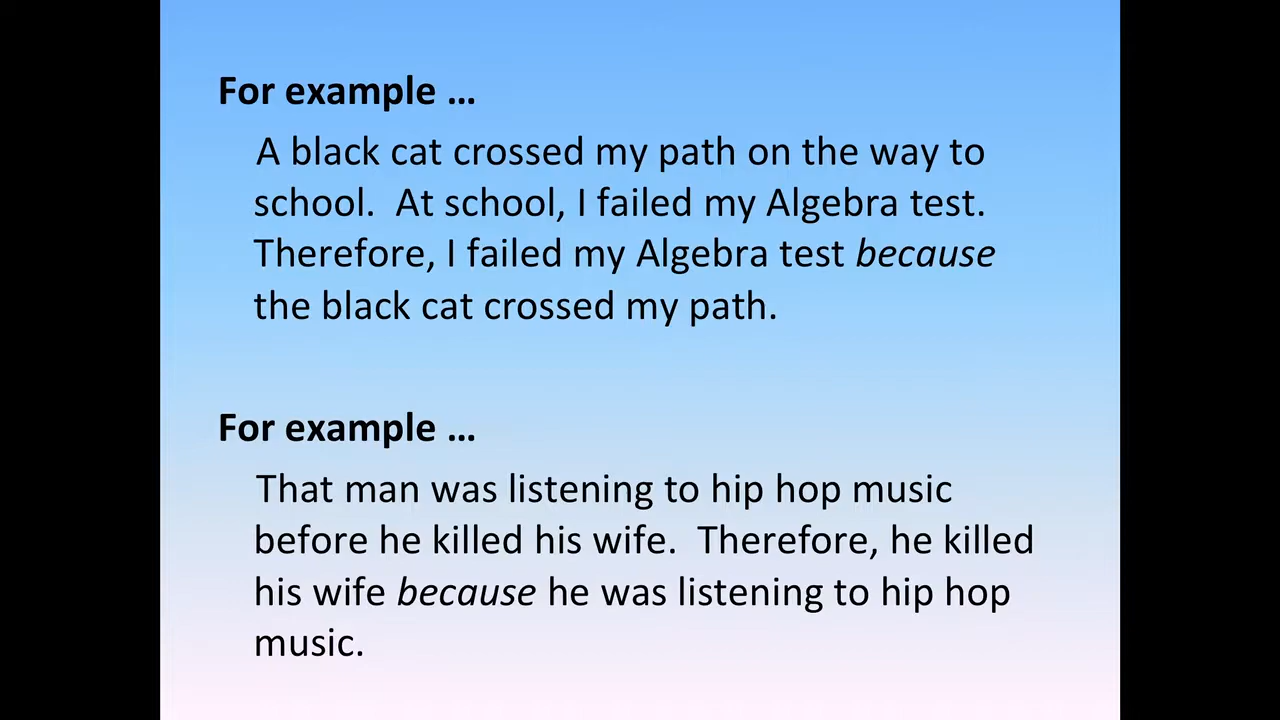 For example …
A black cat crossed my path on the way to
school.  At school, I failed my Algebra test.
Therefore, I failed my Algebra test because
the black cat crossed my path.
For example …
That man was listening to hip hop music
before he killed his wife.  Therefore, he killed
his wife because he was listening to hip hop
music.